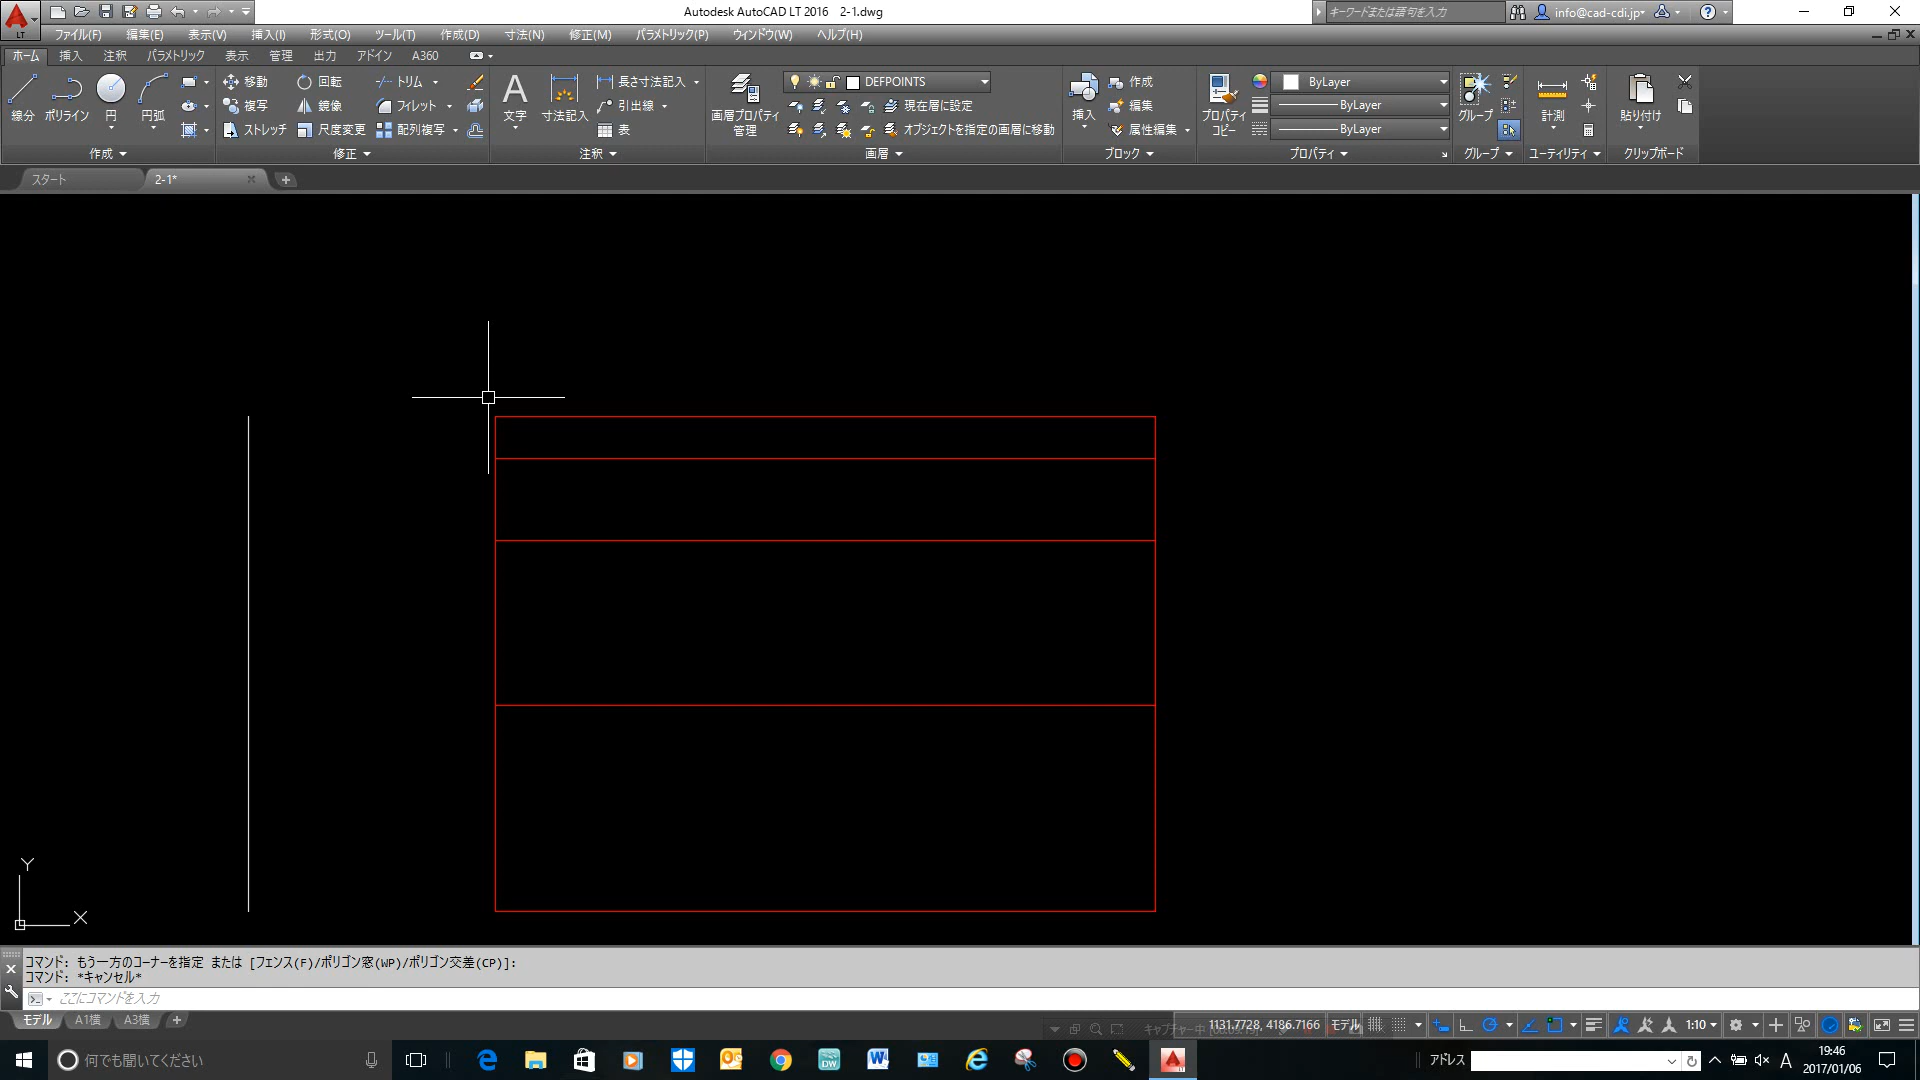 Autodesk AutoCAD LT 2016 2-1.dwg
キーワードまたは語句を入力
info@cad-cdi.jp
LT
ファイル(F) 編集(E) 表示(V) 挿入(I) 形式(O) ツール(T) 作成(D) 寸法(N) 修正(M) パラメトリック(P) ウィンドウ(W) ヘルプ(H)
ホーム 挿入 注釈 パラメトリック 表示 管理 出力 アドイン A360
線分 ポリライン 円 円弧
移動 回転 トリム
複写 鏡像 フィレット
ストレッチ 尺度変更 配列複写
文字 寸法記入
長さ寸法記入
引出線
表
画層プロパティ管理
DEFPOINTS
現在層に設定
オブジェクトを指定の画層に移動
挿入
作成
編集
属性編集
プロパティコピー
ByLayer
ByLayer
ByLayer
グループ
計測
貼り付け
作成 修正 注釈 画層 ブロック プロパティ グループ ユーティリティ クリップボード
スタート 2-1*
Y
X
コマンド: もう一方のコーナーを指定 または [フェンス(F)/ポリゴン窓(WP)/ポリゴン交差(CP)]:
コマンド: *キャンセル*
ここにコマンドを入力
モデル A1横 A3横
キャプチャー中
1131.7728, 4186.7166 モデル 1:10
何でも聞いてください
アドレス
A
19:46
2017/01/06